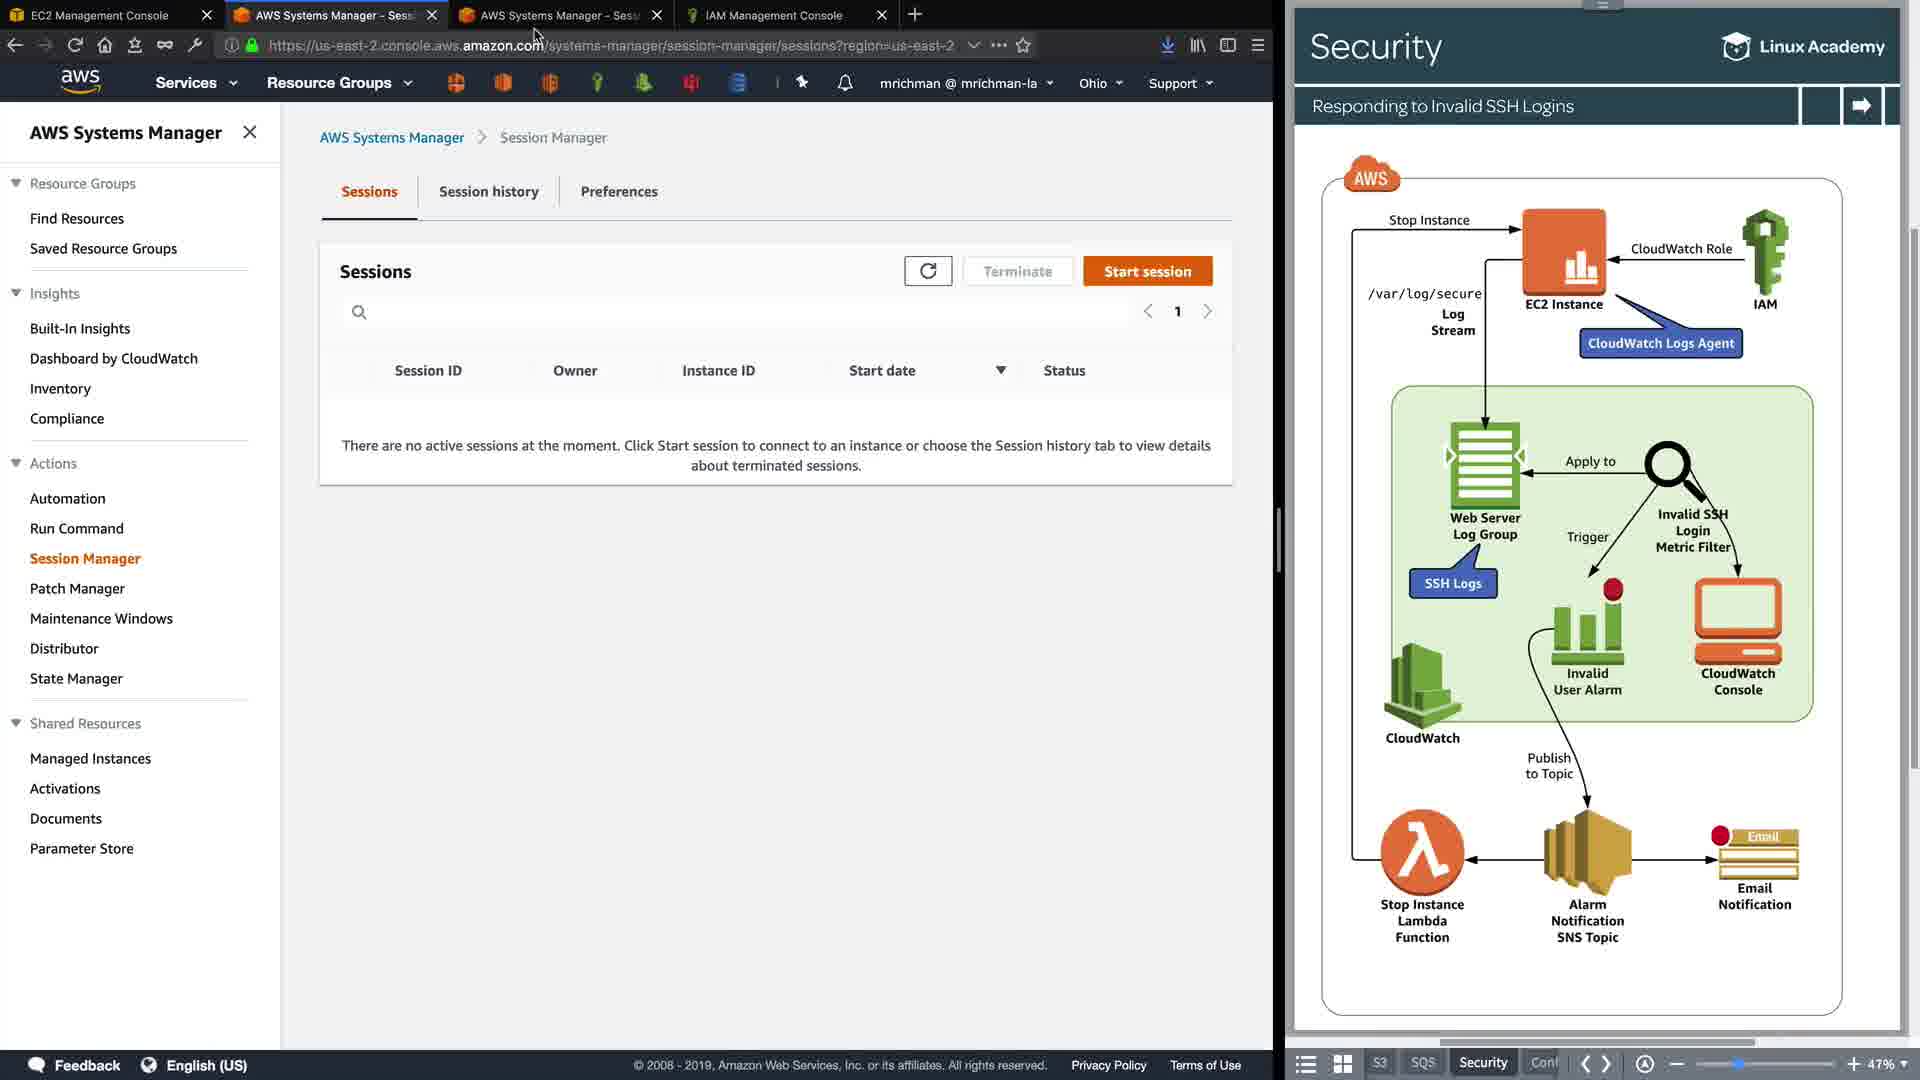 EC2 Management Console
AWS Systems Manager - Sess
AWS Systems Manager - Sess
IAM Management Console
https://us-east-2.console.aws.amazon.com/systems-manager/session-manager/sessions?region=us-east-2
aws
Services
Resource Groups
mrichman @ mrichman-la
Ohio
Support
AWS Systems Manager
Resource Groups
Find Resources
Saved Resource Groups
Insights
Built-In Insights
Dashboard by CloudWatch
Inventory
Compliance
Actions
Automation
Run Command
Session Manager
Patch Manager
Maintenance Windows
Distributor
State Manager
Shared Resources
Managed Instances
Activations
Documents
Parameter Store
AWS Systems Manager
Session Manager
Sessions
Session history
Preferences
Sessions
Terminate
Start session
1
Session ID
Owner
Instance ID
Start date
Status
There are no active sessions at the moment. Click Start session to connect to an instance or choose the Session history tab to view details
about terminated sessions.
Feedback
English (US)
© 2008 - 2019, Amazon Web Services, Inc. or its affiliates. All rights reserved.
Privacy Policy
Terms of Use
Security
Linux Academy
Responding to Invalid SSH Logins
AWS
Stop Instance
CloudWatch Role
EC2 Instance
IAM
/var/log/secure
Log
Stream
CloudWatch Logs Agent
Apply to
Web Server
Log Group
Invalid SSH
Login
Metric Filter
Trigger
SSH Logs
Invalid
User Alarm
CloudWatch
Console
CloudWatch
Publish
to Topic
Email
Stop Instance
Lambda
Function
Alarm
Notification
SNS Topic
Email
Notification
S3
SQS
Security
Conf
47%